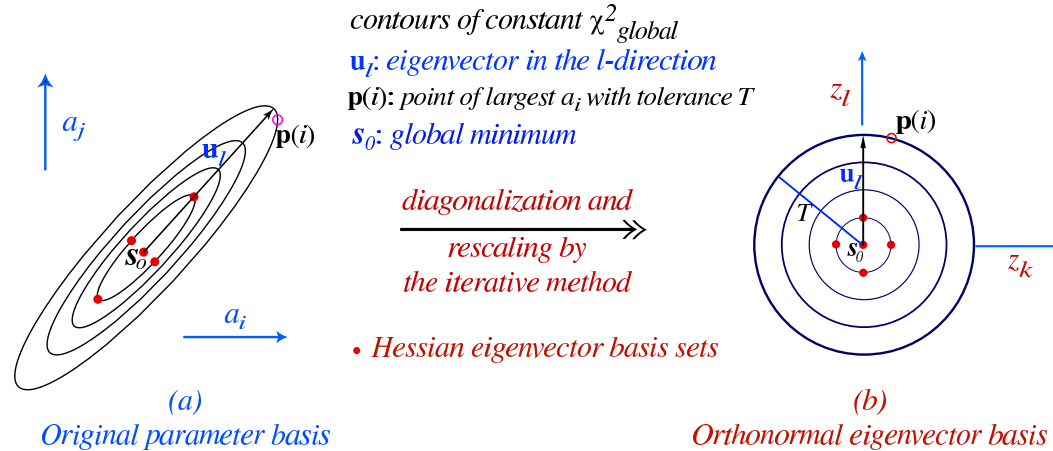 contours of constant χ²global
uₗ: eigenvector in the l-direction
p(i): point of largest aᵢ with tolerance T
s₀: global minimum
diagonalization and
rescaling by
the iterative method
• Hessian eigenvector basis sets
aⱼ
p(i)
uₗ
sₒ
aᵢ
(a)
Original parameter basis
zₗ
p(i)
uₗ
T
s₀
zₖ
(b)
Orthonormal eigenvector basis